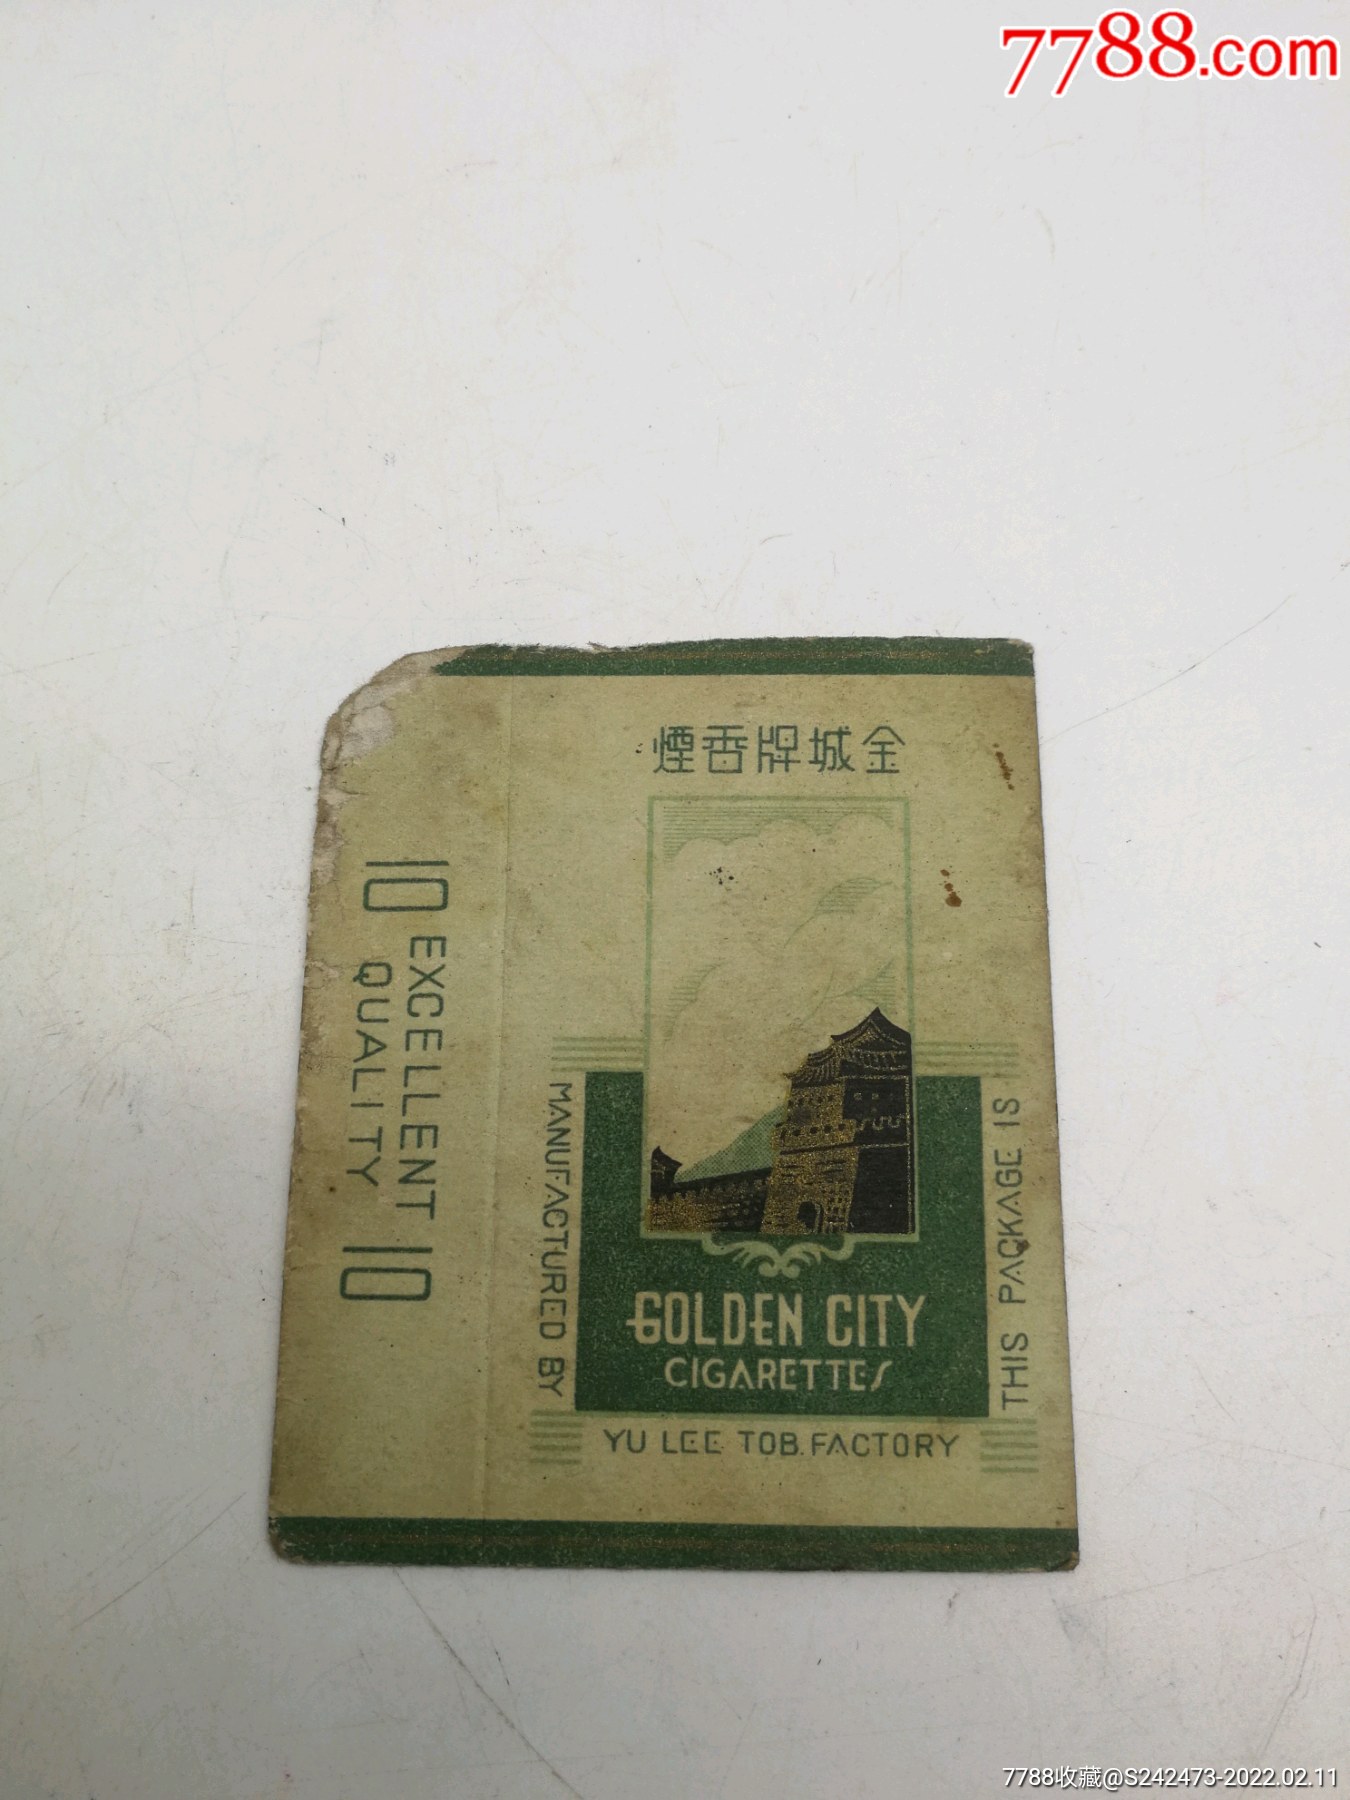 7788.com
煙香牌城金
10 EXCELLENT 10
QUALITY
THIS PACKAGE IS
MANUFACTURED BY
GOLDEN CITY
CIGARETTES
YU LEE TOB. FACTORY
7788收藏@S242473-2022.02.11